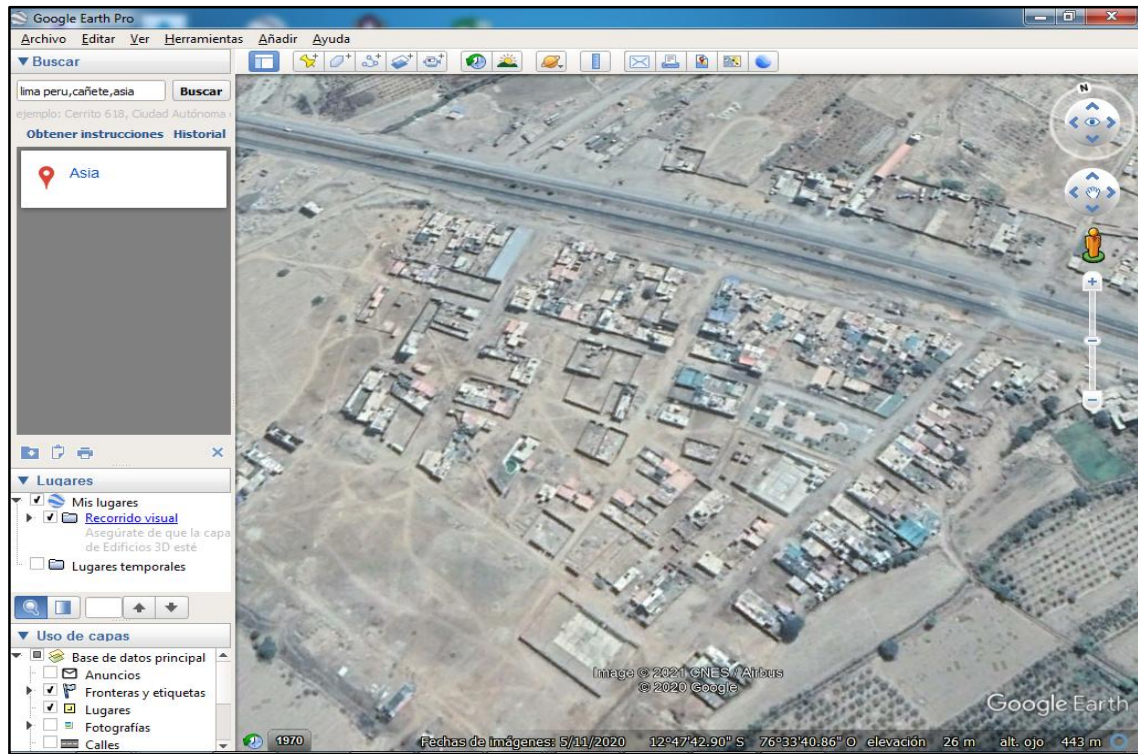 Google Earth Pro
Archivo Editar Ver Herramientas Añadir Ayuda
Buscar
lima peru,cañete,asia Buscar
ejemplo: Cerrito 618, Ciudad Autónoma
Obtener instrucciones Historial
Asia
Lugares
Mis lugares
Recorrido visual
Asegúrate de que la capa
de Edificios 3D esté
Lugares temporales
Uso de capas
Base de datos principal
Anuncios
Fronteras y etiquetas
Lugares
Fotografías
Calles
N
Image © 2021 CNES / Airbus
© 2020 Google
Google Earth
1970 Fechas de imágenes: 5/11/2020 12°47'42.90" S 76°33'40.86" O elevación 26 m alt. ojo 443 m